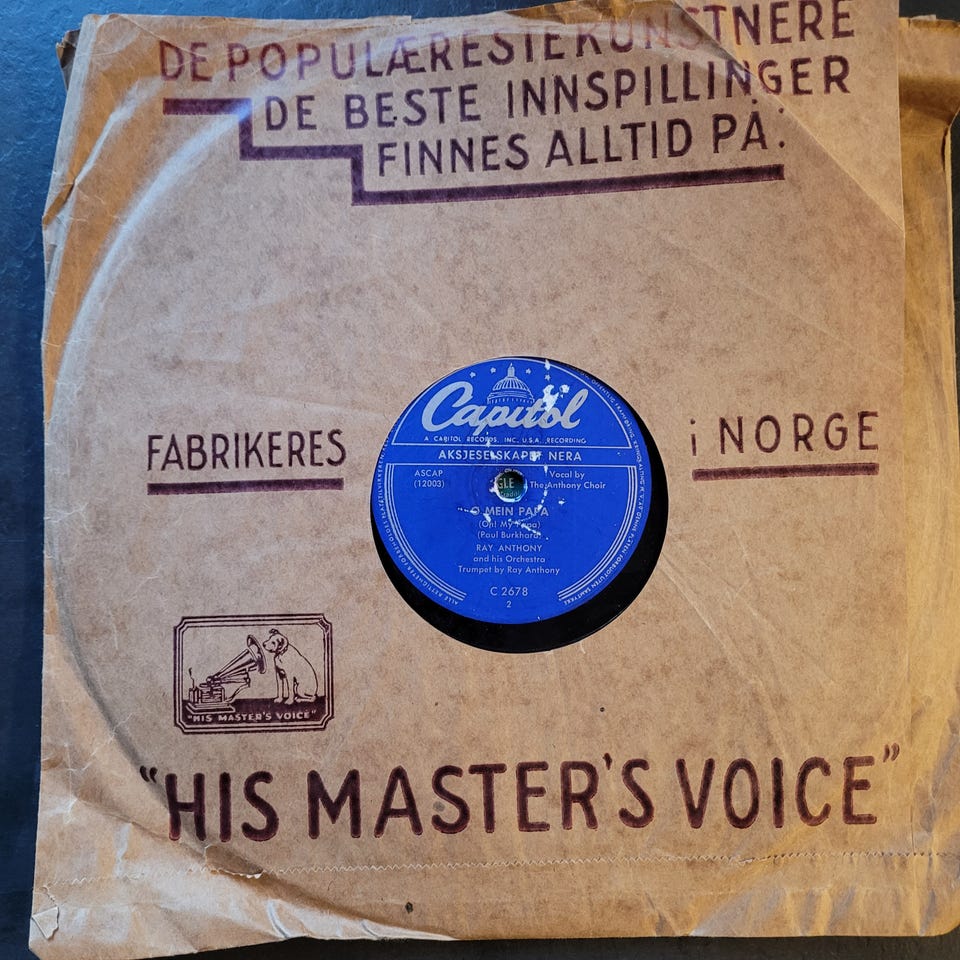 DE POPULÆRESTE KUNSTNERE
DE BESTE INNSPILLINGER
FINNES ALLTID PÅ:
FABRIKERES
i NORGE
Capitol
A CAPITOL RECORDS, INC., U.S.A., RECORDING
AKSJESELSKAPET NERA
ASCAP
(12003)
Vocal by
The Anthony Choir
GLE
O MEIN PAPA
(Oh! My Papa)
(Paul Burkhard)
RAY ANTHONY
and his Orchestra
Trumpet by Ray Anthony
C 2678
2
"HIS MASTER'S VOICE"
"HIS MASTER'S VOICE"